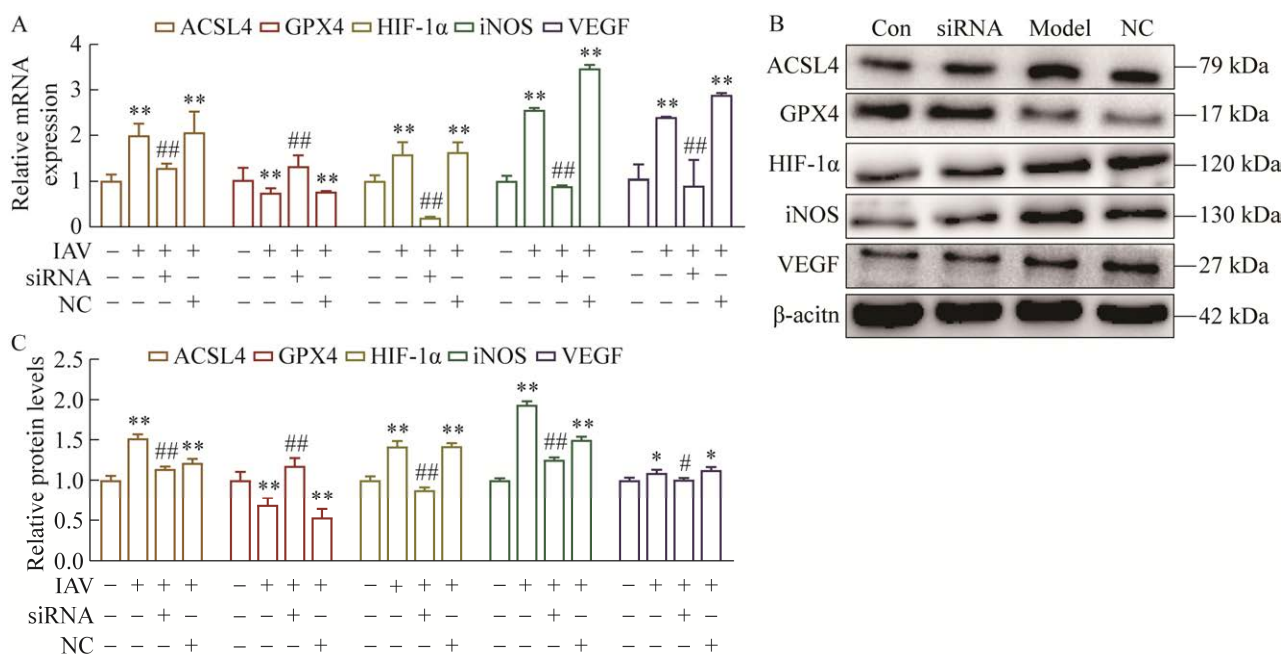 A
ACSL4 GPX4 HIF-1α iNOS VEGF
Relative mRNA
expression
4
3
2
1
0
** ## ** ** ## ** ** ## ** ** ## ** ** ## **
IAV − + + + − + + + − + + + − + + + − + + +
siRNA − − + − − − + − − − + − − − + − − − + −
NC − − − + − − − + − − − + − − − + − − − +
B
Con siRNA Model NC
ACSL4 79 kDa
GPX4 17 kDa
HIF-1α 120 kDa
iNOS 130 kDa
VEGF 27 kDa
β-acitn 42 kDa
C
ACSL4 GPX4 HIF-1α iNOS VEGF
Relative protein levels
2.5
2.0
1.5
1.0
0.5
0.0
** ## ** ** ## ** ** ## ** ** ## ** * # *
IAV − + + + − + + + − + + + − + + + − + + +
siRNA − − + − − − + − − − + − − − + − − − + −
NC − − − + − − − + − − − + − − − + − − − +